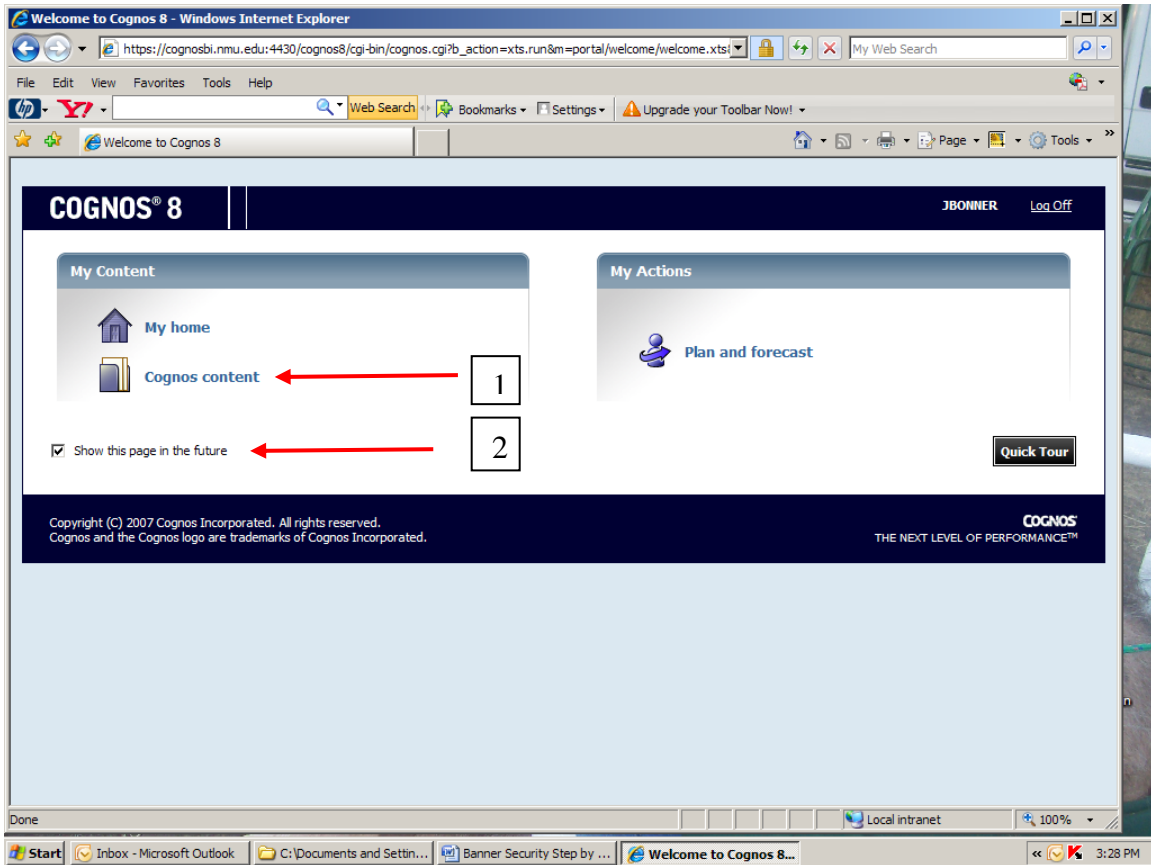 Welcome to Cognos 8 - Windows Internet Explorer
https://cognosbi.nmu.edu:4430/cognos8/cgi-bin/cognos.cgi?b_action=xts.run&m=portal/welcome/welcome.xts
My Web Search
File Edit View Favorites Tools Help
Y! Web Search Bookmarks Settings Upgrade your Toolbar Now!
Welcome to Cognos 8 Page Tools »
COGNOS® 8 JBONNER Log Off
My Content My Actions
My home
Plan and forecast
Cognos content 1
Show this page in the future 2 Quick Tour
Copyright (C) 2007 Cognos Incorporated. All rights reserved.
Cognos and the Cognos logo are trademarks of Cognos Incorporated.
COGNOS
THE NEXT LEVEL OF PERFORMANCE™
Done Local intranet 100%
Start Inbox - Microsoft Outlook C:\Documents and Settin... Banner Security Step by ... Welcome to Cognos 8... « 3:28 PM